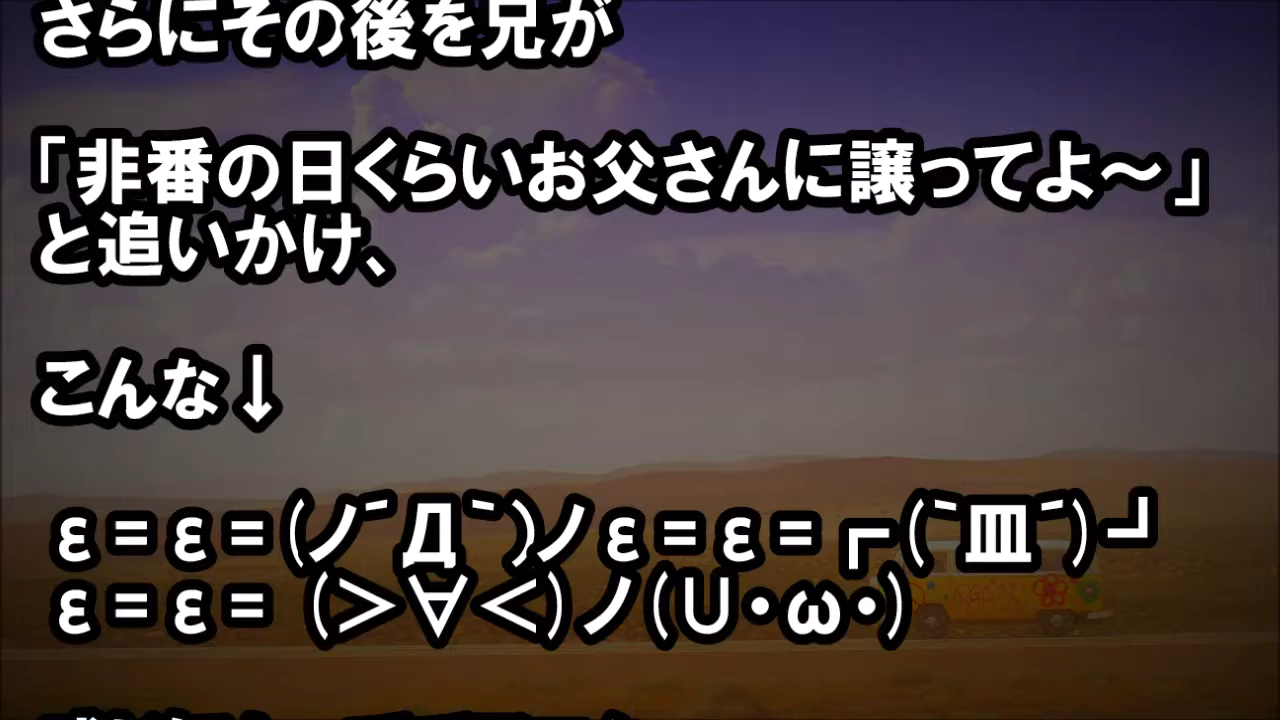 さらにその後を兄が
「非番の日くらいお父さんに譲ってよ～」
と追いかけ、
こんな↓
ε＝ε＝(ノ´Д｀)ノε＝ε＝┏(｀皿´)┛
ε＝ε＝ (＞∀＜)ノ(∪・ω・)